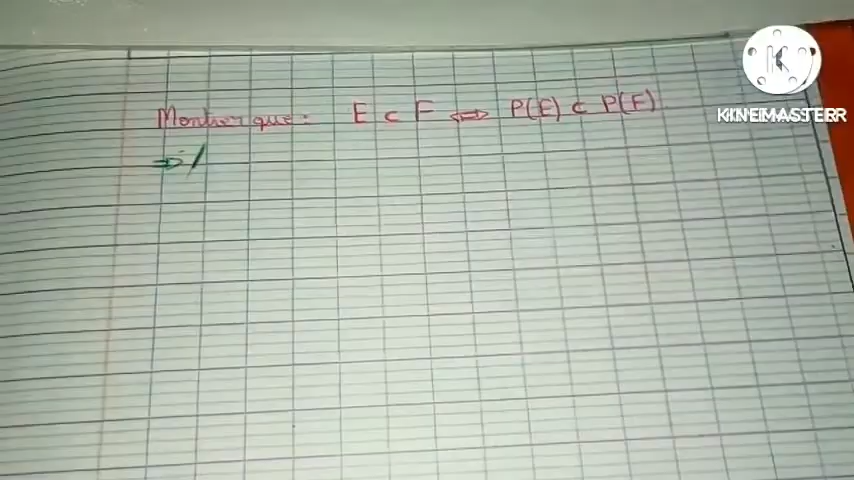 Montrer que : E ⊂ F ⟺ P(E) ⊂ P(F)
⇒ /
KINEMASTER